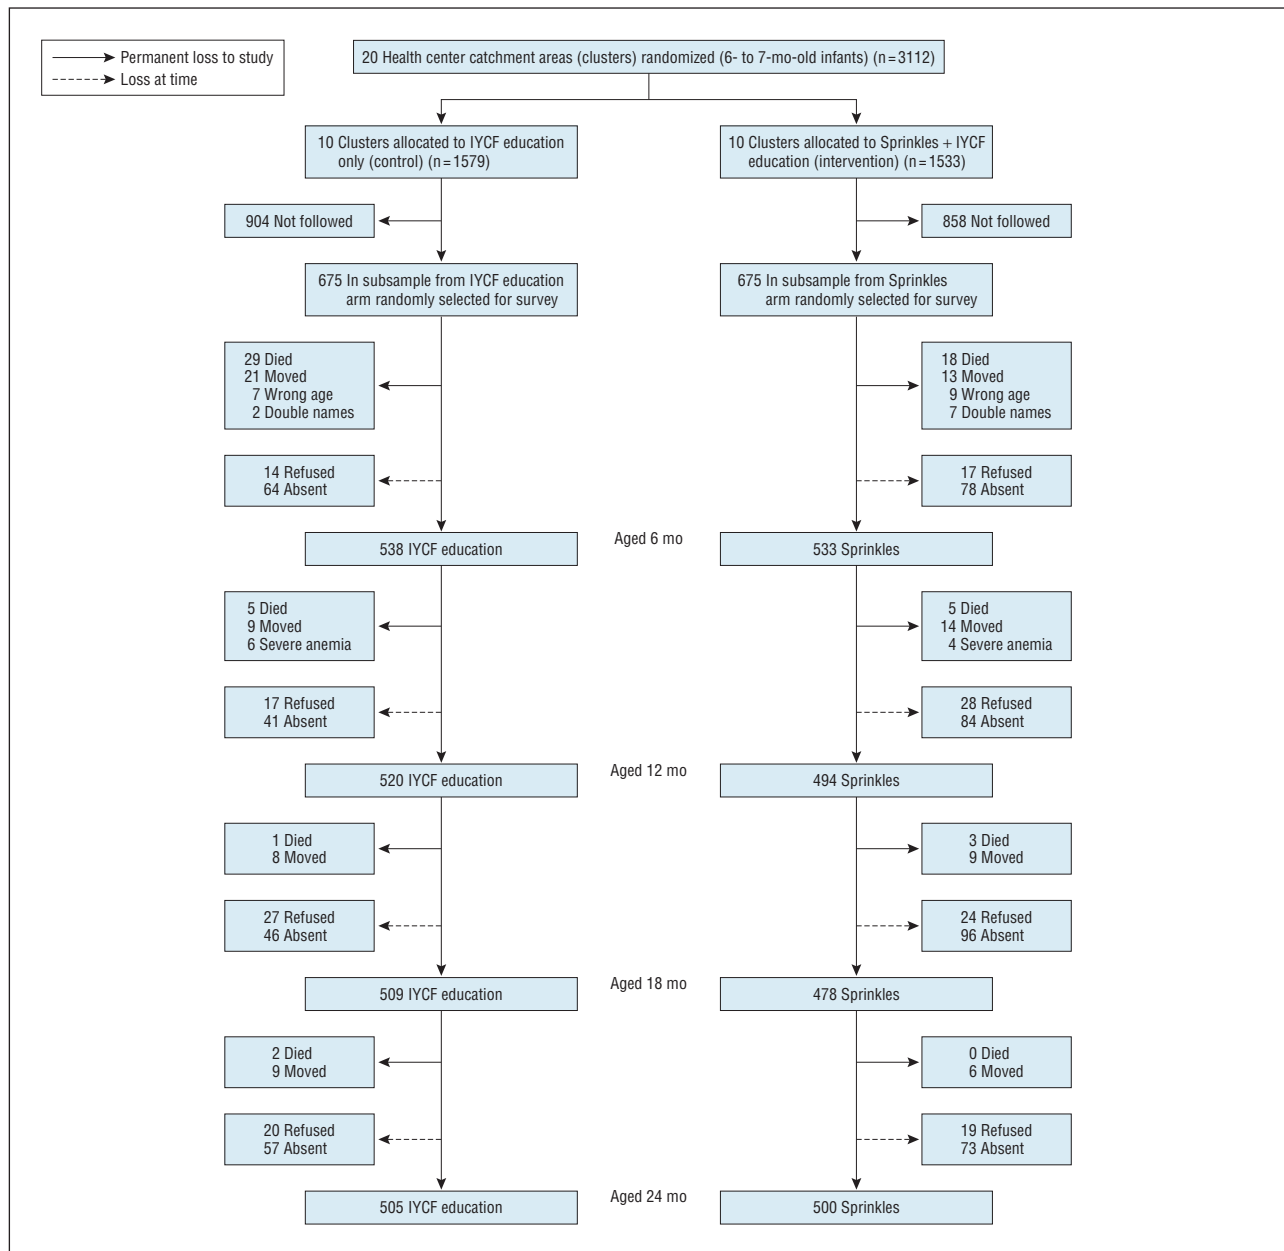 Permanent loss to study
Loss at time
20 Health center catchment areas (clusters) randomized (6- to 7-mo-old infants) (n=3112)
10 Clusters allocated to IYCF education
only (control) (n=1579)
10 Clusters allocated to Sprinkles + IYCF
education (intervention) (n=1533)
904 Not followed
858 Not followed
675 In subsample from IYCF education
arm randomly selected for survey
675 In subsample from Sprinkles
arm randomly selected for survey
29 Died
21 Moved
7 Wrong age
2 Double names
18 Died
13 Moved
9 Wrong age
7 Double names
14 Refused
64 Absent
17 Refused
78 Absent
538 IYCF education
Aged 6 mo
533 Sprinkles
5 Died
9 Moved
6 Severe anemia
5 Died
14 Moved
4 Severe anemia
17 Refused
41 Absent
28 Refused
84 Absent
520 IYCF education
Aged 12 mo
494 Sprinkles
1 Died
8 Moved
3 Died
9 Moved
27 Refused
46 Absent
24 Refused
96 Absent
509 IYCF education
Aged 18 mo
478 Sprinkles
2 Died
9 Moved
0 Died
6 Moved
20 Refused
57 Absent
19 Refused
73 Absent
505 IYCF education
Aged 24 mo
500 Sprinkles